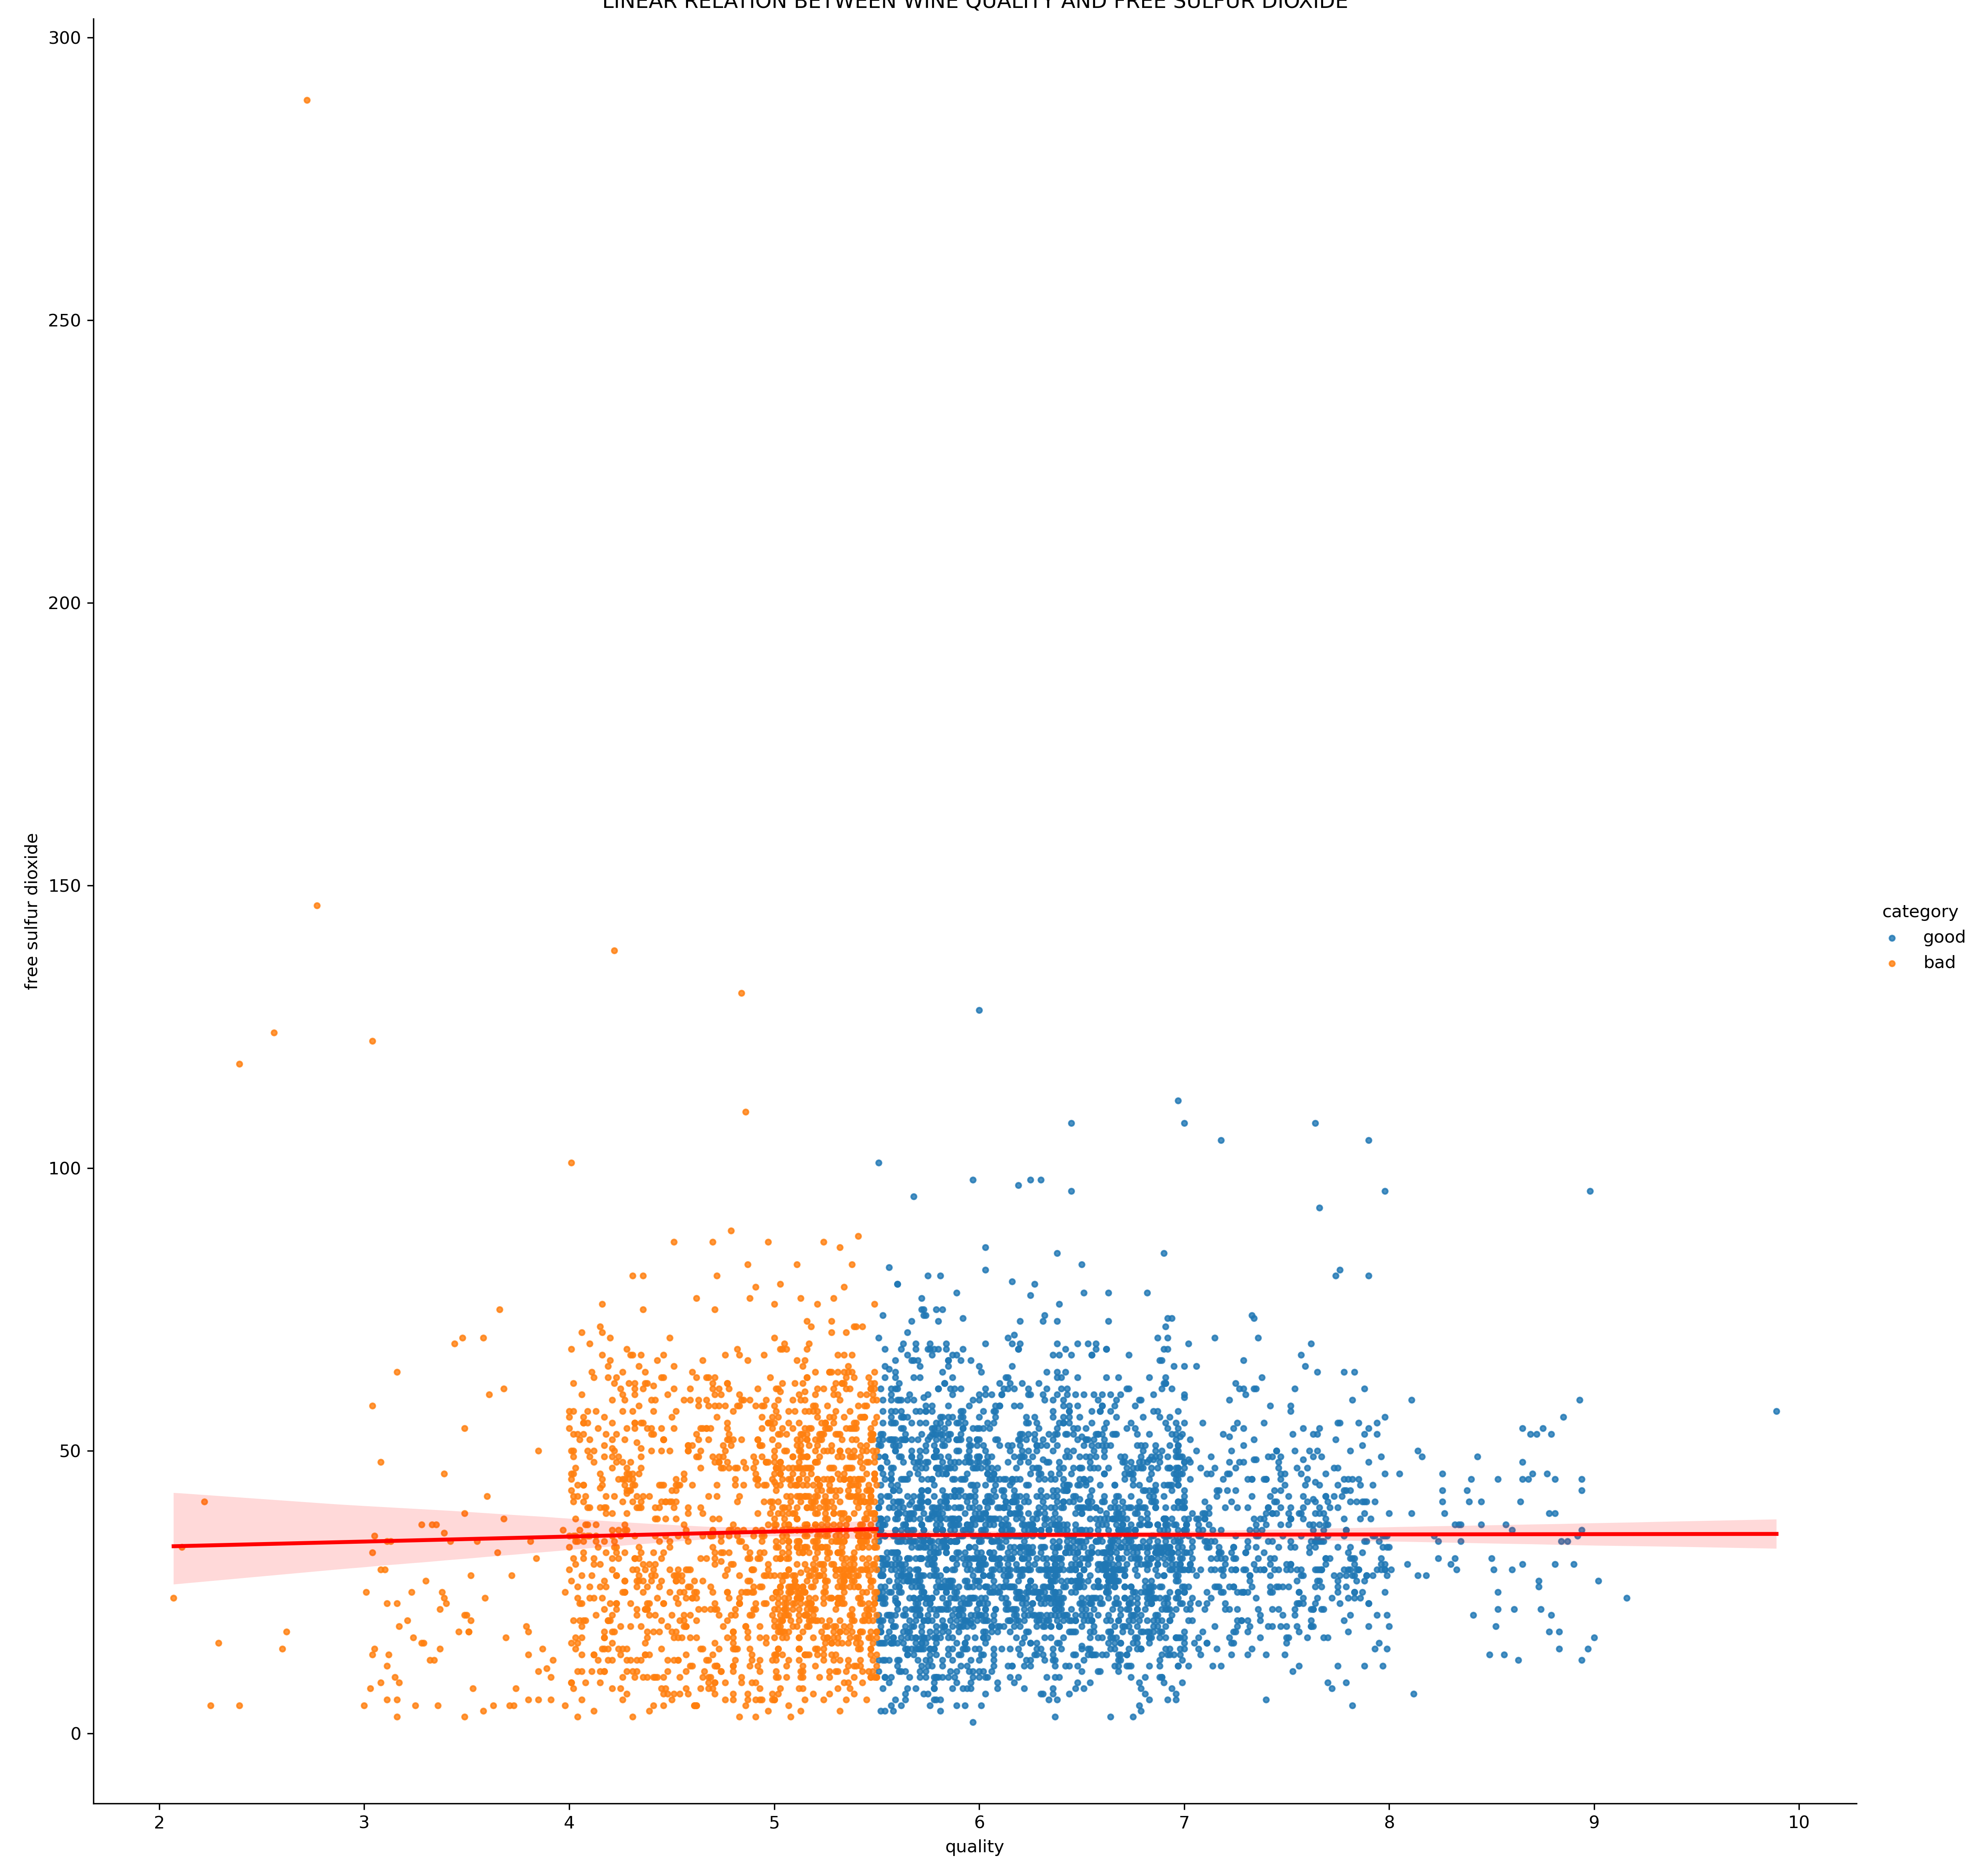 LINEAR RELATION BETWEEN WINE QUALITY AND FREE SULFUR DIOXIDE
300
250
200
150
100
50
0
free sulfur dioxide
category
good
bad
2 3 4 5 6 7 8 9 10
quality